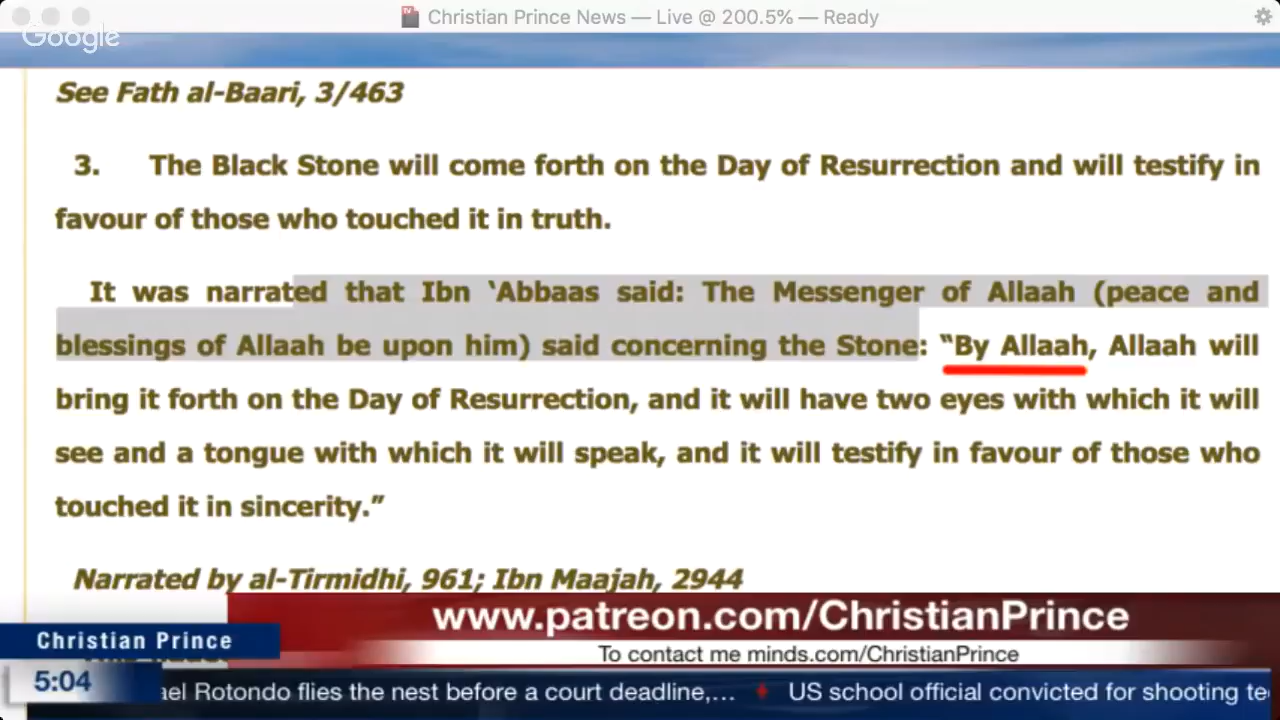 Christian Prince News — Live @ 200.5% — Ready
Google
See Fath al-Baari, 3/463
3. The Black Stone will come forth on the Day of Resurrection and will testify in
favour of those who touched it in truth.
It was narrated that Ibn ‘Abbaas said: The Messenger of Allaah (peace and
blessings of Allaah be upon him) said concerning the Stone: “By Allaah, Allaah will
bring it forth on the Day of Resurrection, and it will have two eyes with which it will
see and a tongue with which it will speak, and it will testify in favour of those who
touched it in sincerity.”
Narrated by al-Tirmidhi, 961; Ibn Maajah, 2944
www.patreon.com/ChristianPrince
Christian Prince
To contact me minds.com/ChristianPrince
5:04
ael Rotondo flies the nest before a court deadline,... ♦ US school official convicted for shooting te